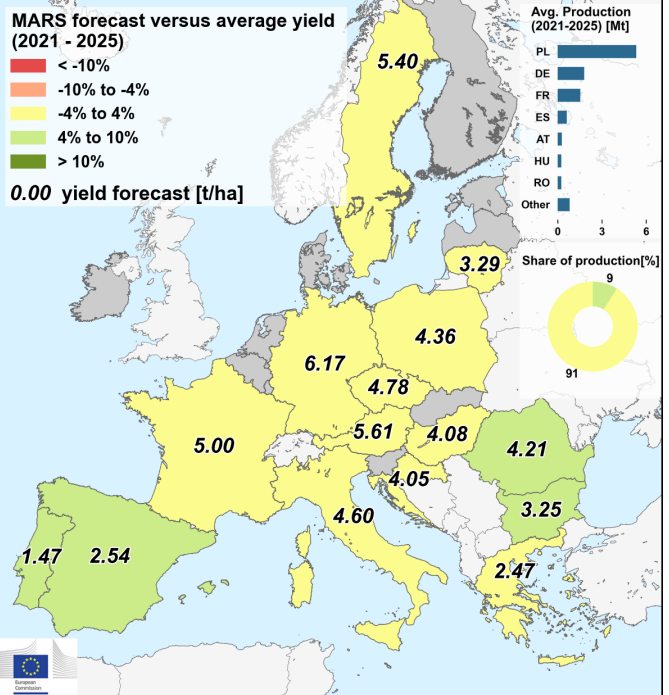 MARS forecast versus average yield
(2021 - 2025)
< -10%
-10% to -4%
-4% to 4%
4% to 10%
> 10%
0.00 yield forecast [t/ha]
Avg. Production
(2021-2025) [Mt]
PL
DE
FR
ES
AT
HU
RO
Other
0 3 6
Share of production[%]
9
91
5.40
3.29
4.36
6.17
4.78
5.61
4.08
5.00
4.21
4.05
4.60
3.25
1.47
2.54
2.47
European
Commission